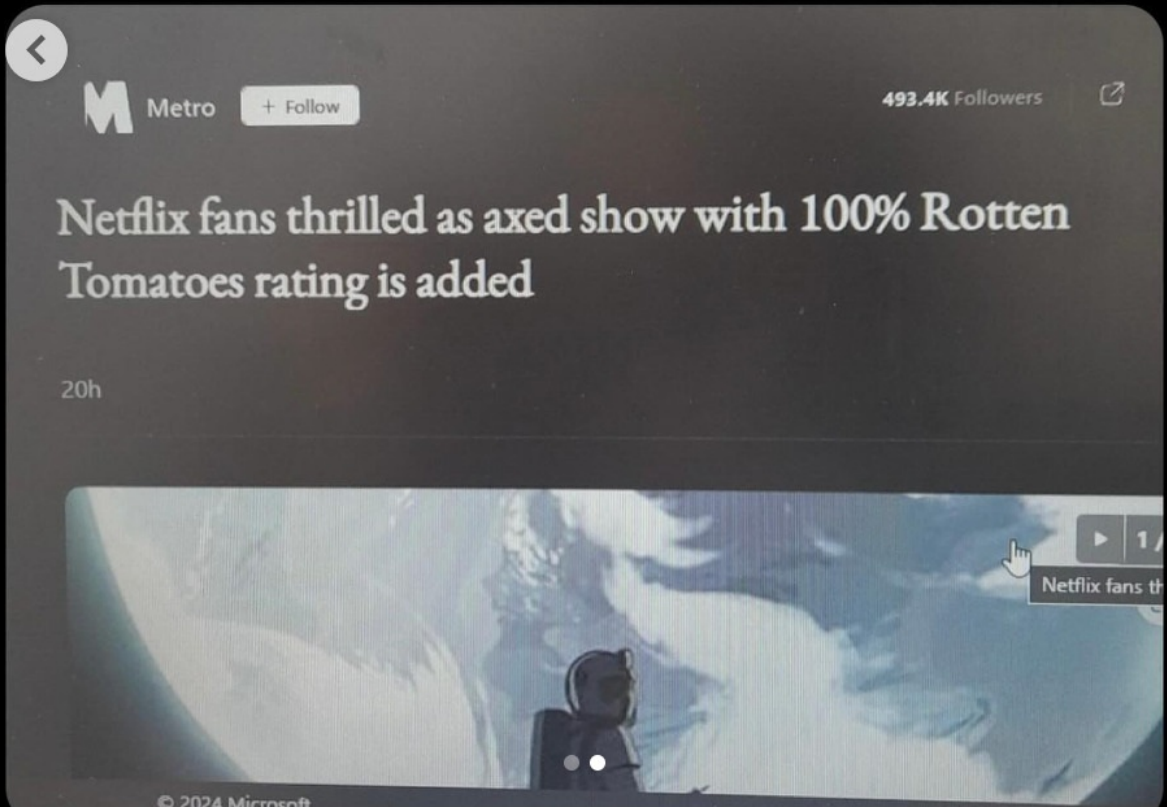 Metro
+ Follow
493.4K Followers
Netflix fans thrilled as axed show with 100% Rotten
Tomatoes rating is added
20h
1 /
Netflix fans th
© 2024 Microsoft